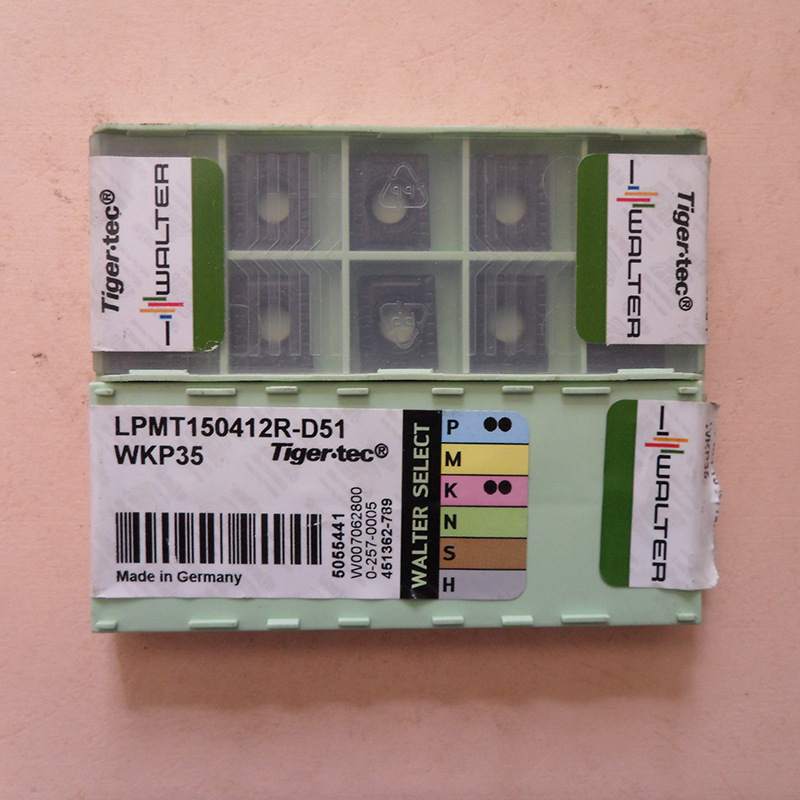 Tiger·tec®
WALTER
WALTER
Tiger·tec®
LPMT150412R-D51
WKP35
Tiger·tec®
Made in Germany
5055441
W007062800
0-257-0005
451362-789
WALTER SELECT
P
M
K
N
S
H
WALTER